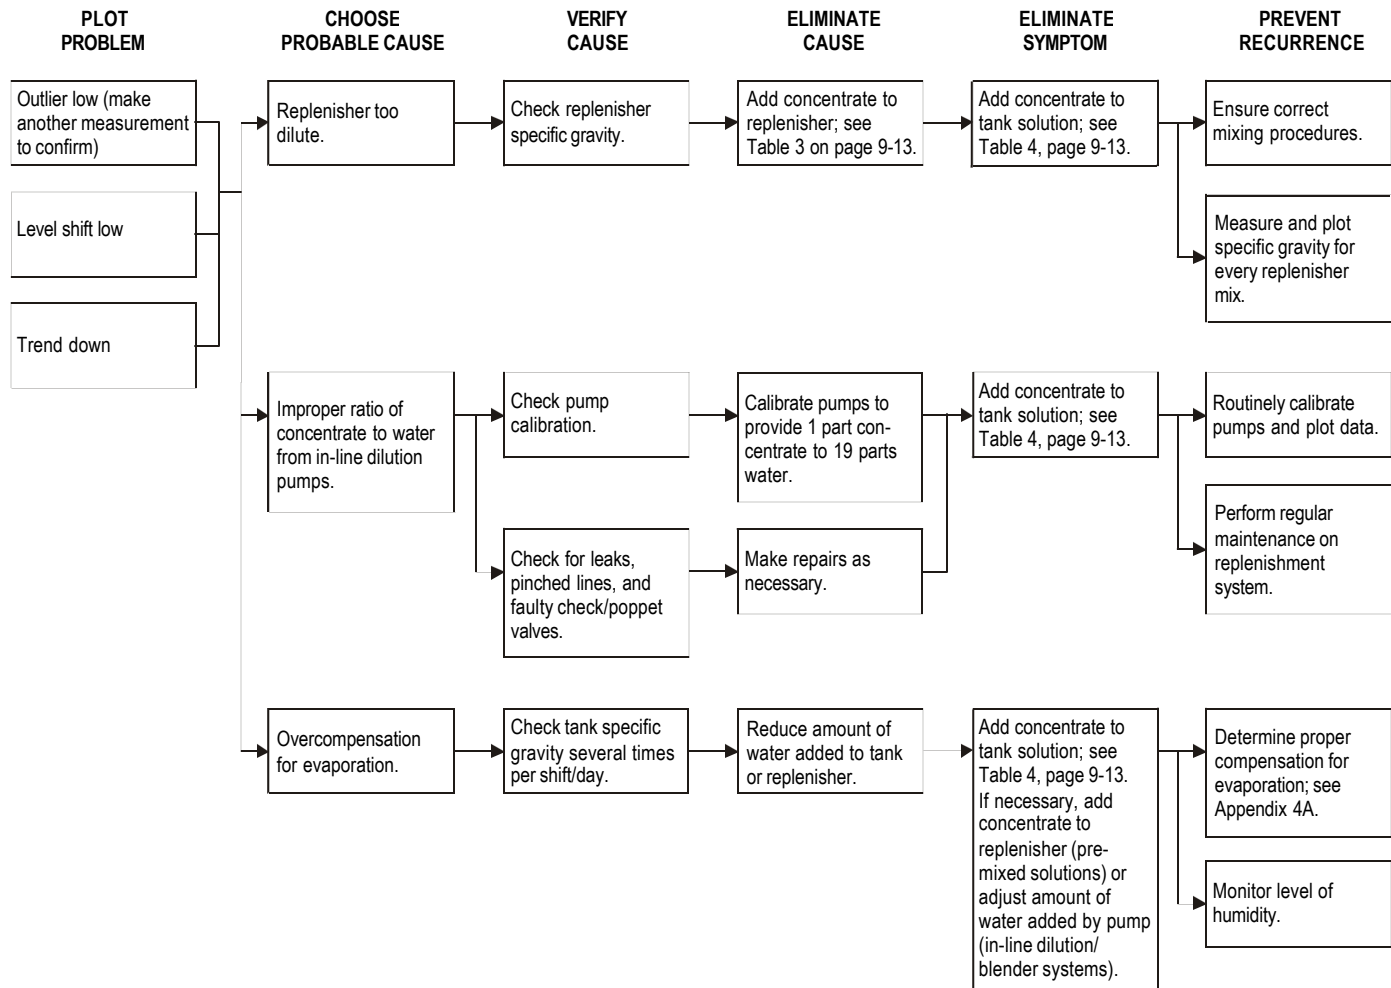 PLOT
PROBLEM
CHOOSE
PROBABLE CAUSE
VERIFY
CAUSE
ELIMINATE
CAUSE
ELIMINATE
SYMPTOM
PREVENT
RECURRENCE
Outlier low (make
another measurement
to confirm)
Level shift low
Trend down
Replenisher too
dilute.
Check replenisher
specific gravity.
Add concentrate to
replenisher; see
Table 3 on page 9-13.
Add concentrate to
tank solution; see
Table 4, page 9-13.
Ensure correct
mixing procedures.
Measure and plot
specific gravity for
every replenisher
mix.
Improper ratio of
concentrate to water
from in-line dilution
pumps.
Check pump
calibration.
Calibrate pumps to
provide 1 part con-
centrate to 19 parts
water.
Add concentrate to
tank solution; see
Table 4, page 9-13.
Routinely calibrate
pumps and plot data.
Check for leaks,
pinched lines, and
faulty check/poppet
valves.
Make repairs as
necessary.
Perform regular
maintenance on
replenishment
system.
Overcompensation
for evaporation.
Check tank specific
gravity several times
per shift/day.
Reduce amount of
water added to tank
or replenisher.
Add concentrate to
tank solution; see
Table 4, page 9-13.
If necessary, add
concentrate to
replenisher (pre-
mixed solutions) or
adjust amount of
water added by pump
(in-line dilution/
blender systems).
Determine proper
compensation for
evaporation; see
Appendix 4A.
Monitor level of
humidity.